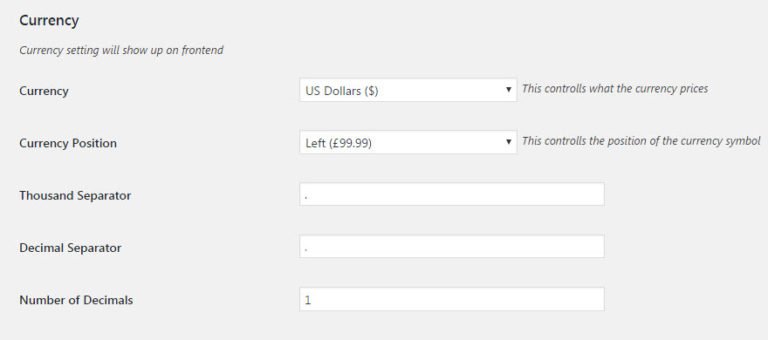 Currency
Currency setting will show up on frontend
Currency US Dollars ($) This controlls what the currency prices
Currency Position Left (£99.99) This controlls the position of the currency symbol
Thousand Separator .
Decimal Separator .
Number of Decimals 1